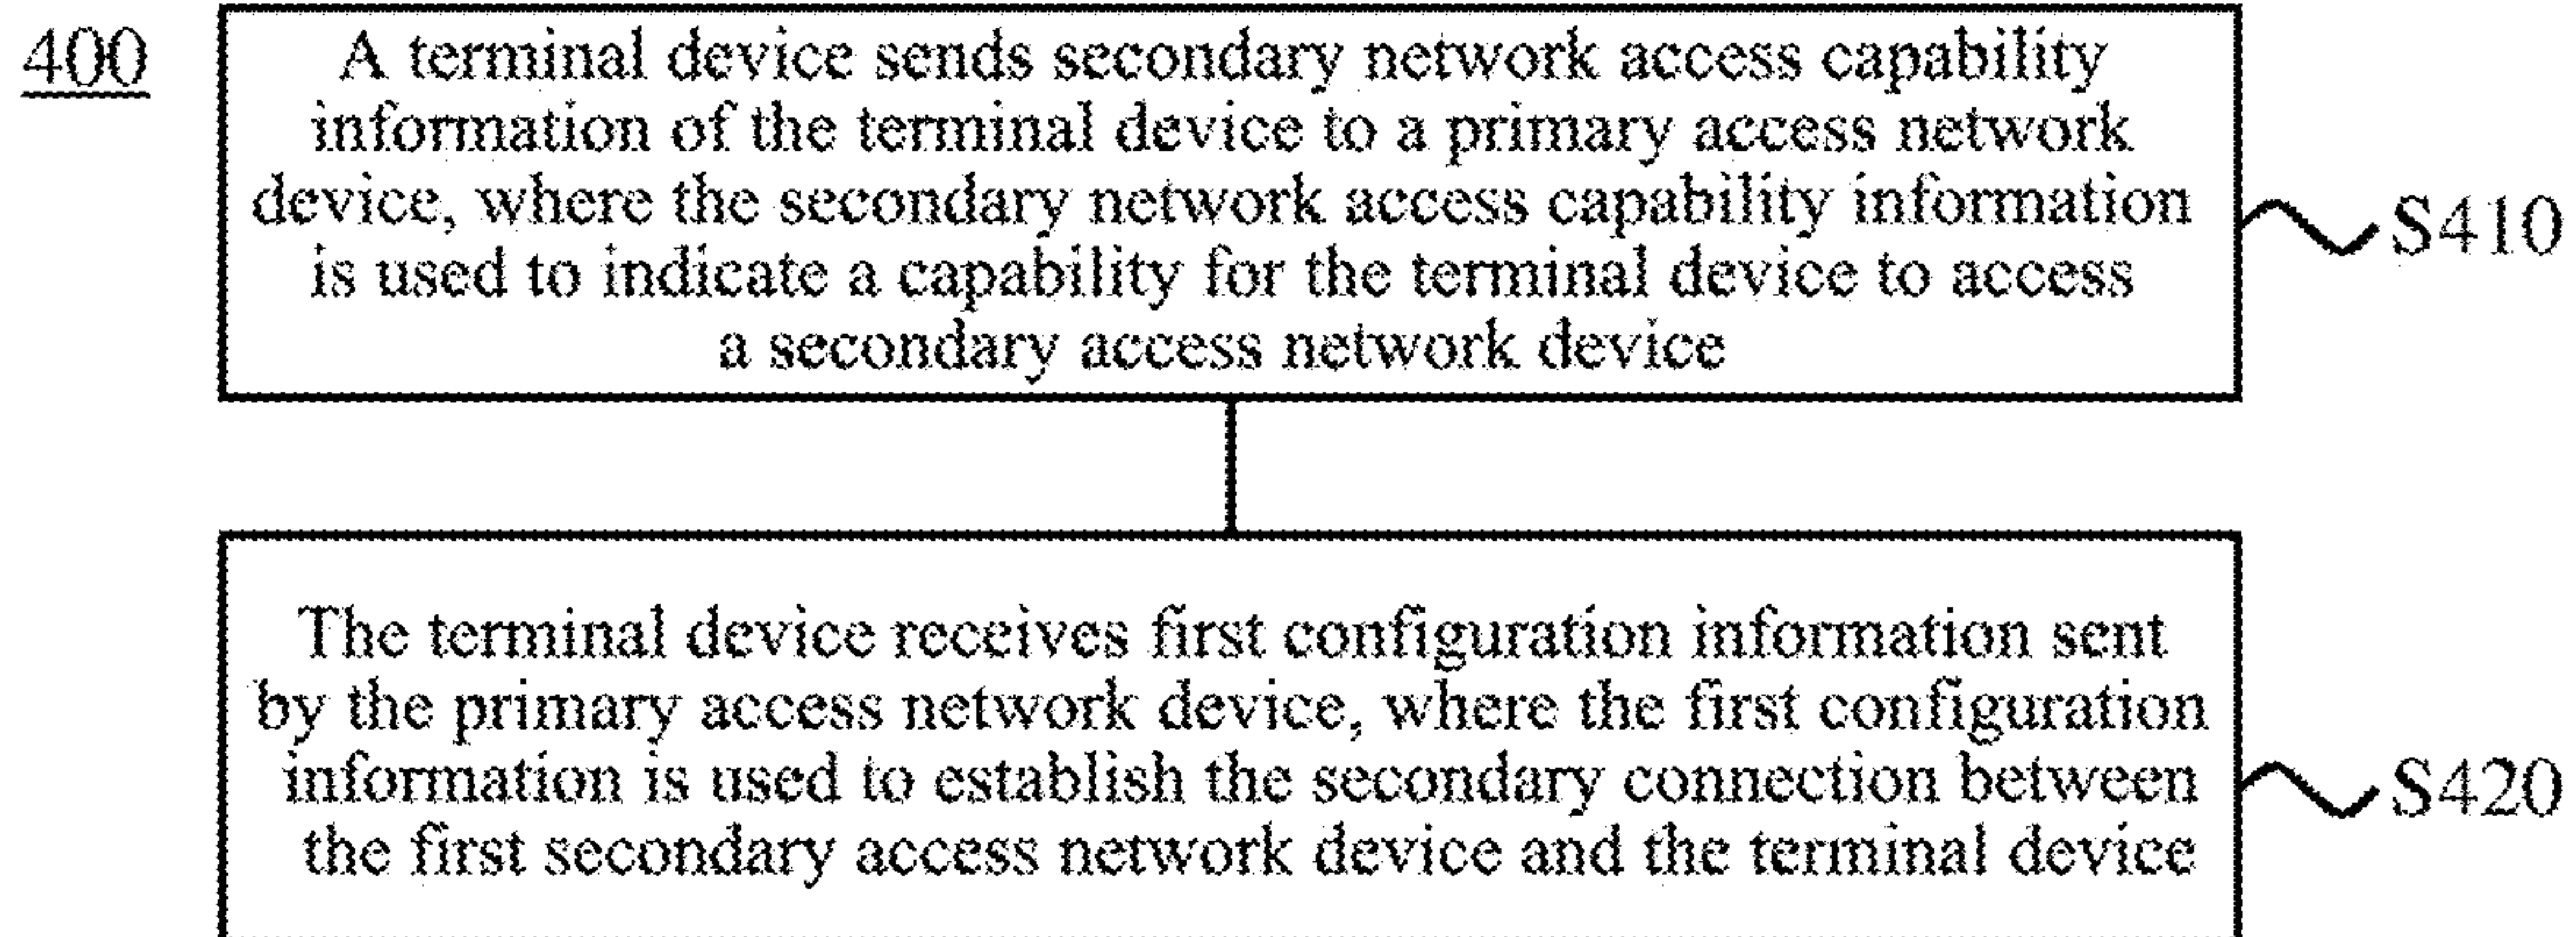 400
A terminal device sends secondary network access capability
information of the terminal device to a primary access network
device, where the secondary network access capability information
is used to indicate a capability for the terminal device to access
a secondary access network device
S410
The terminal device receives first configuration information sent
by the primary access network device, where the first configuration
information is used to establish the secondary connection between
the first secondary access network device and the terminal device
S420